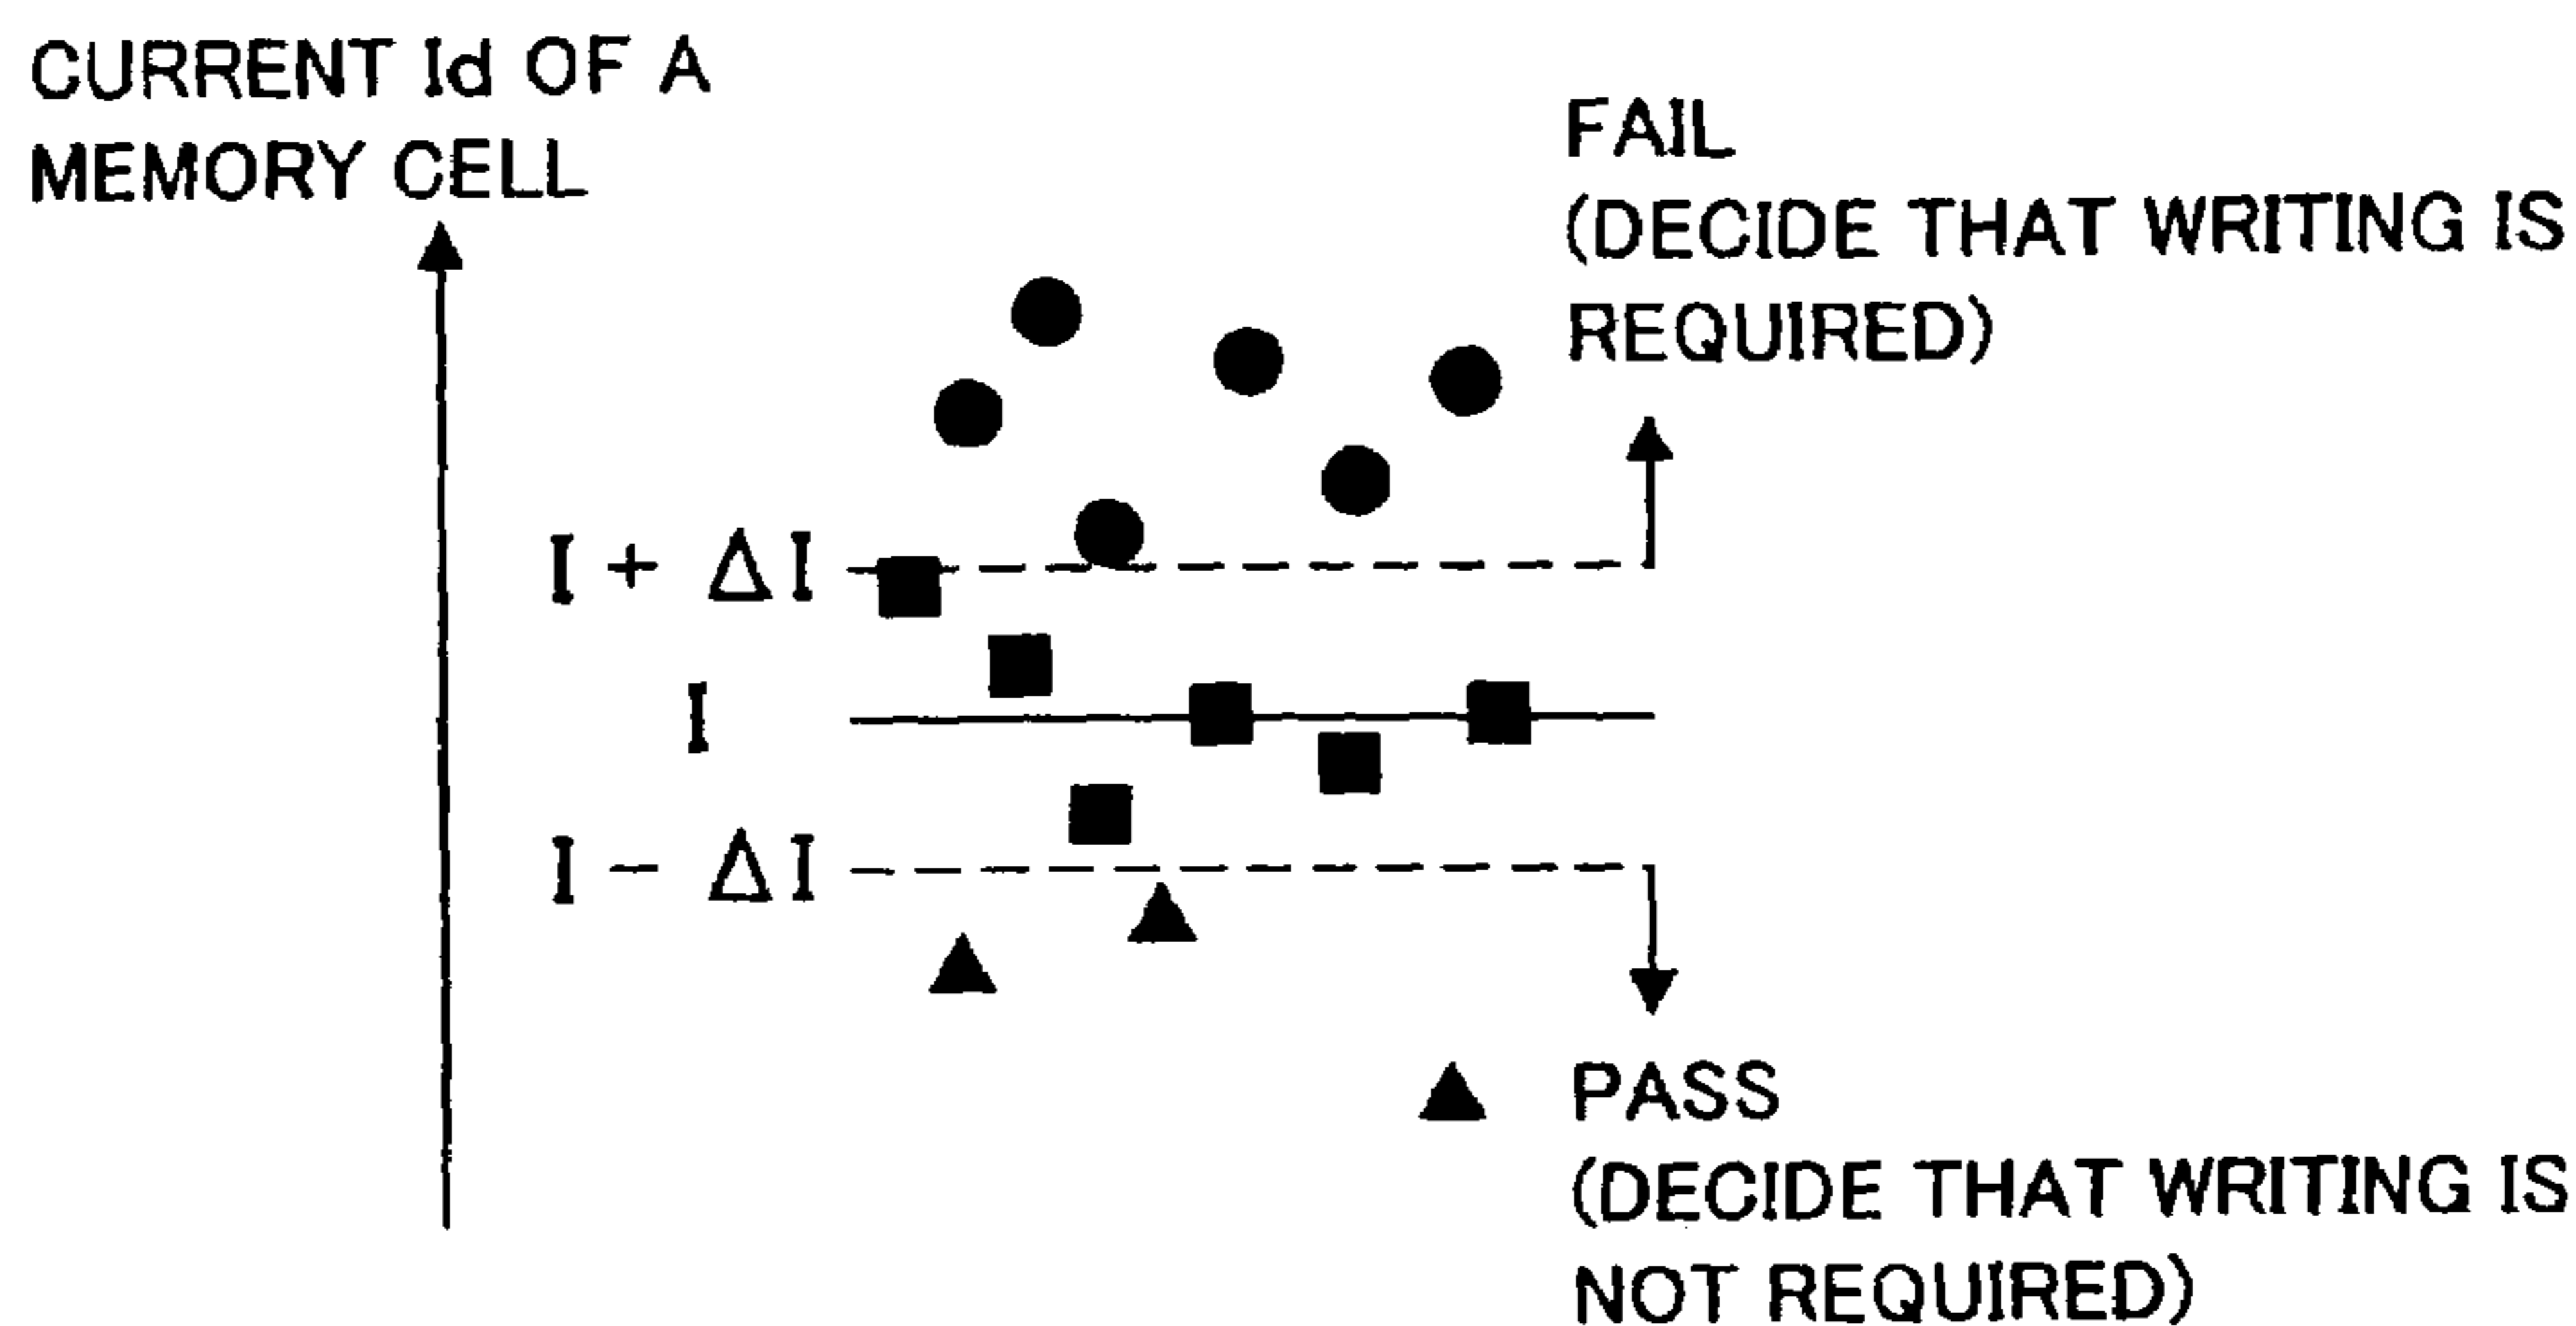 CURRENT Id OF A
MEMORY CELL
FAIL
(DECIDE THAT WRITING IS
REQUIRED)
I + ΔI
I
I - ΔI
PASS
(DECIDE THAT WRITING IS
NOT REQUIRED)